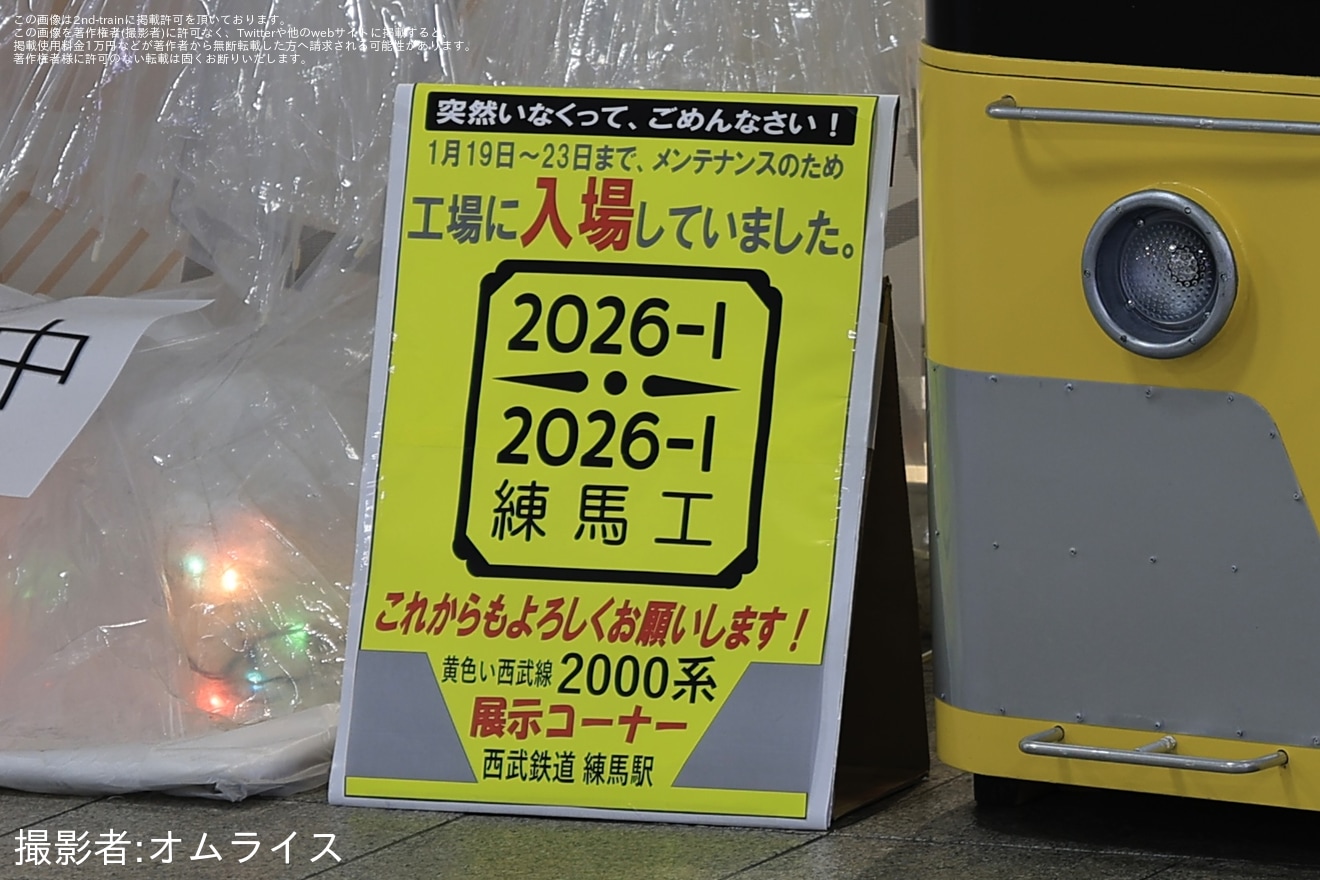 この画像は2nd-trainに掲載許可を頂いております。
この画像を著作権者(撮影者)に許可なく、Twitterや他のwebサイトに掲載すると、
掲載使用料金1万円などが著作者から無断転載した方へ請求される可能性があります。
著作権者様に許可のない転載は固くお断りいたします。
突然いなくって、ごめんなさい！
1月19日～23日まで、メンテナンスのため
工場に入場していました。
2026-1
2026-1
練馬工
これからもよろしくお願いします！
黄色い西武線2000系
展示コーナー
西武鉄道 練馬駅
中
撮影者:オムライス